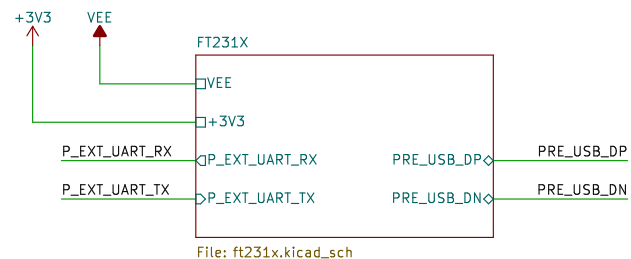 +3V3 VEE
FT231X
VEE
+3V3
P_EXT_UART_RX P_EXT_UART_RX PRE_USB_DP PRE_USB_DP
P_EXT_UART_TX P_EXT_UART_TX PRE_USB_DN PRE_USB_DN
File: ft231x.kicad_sch